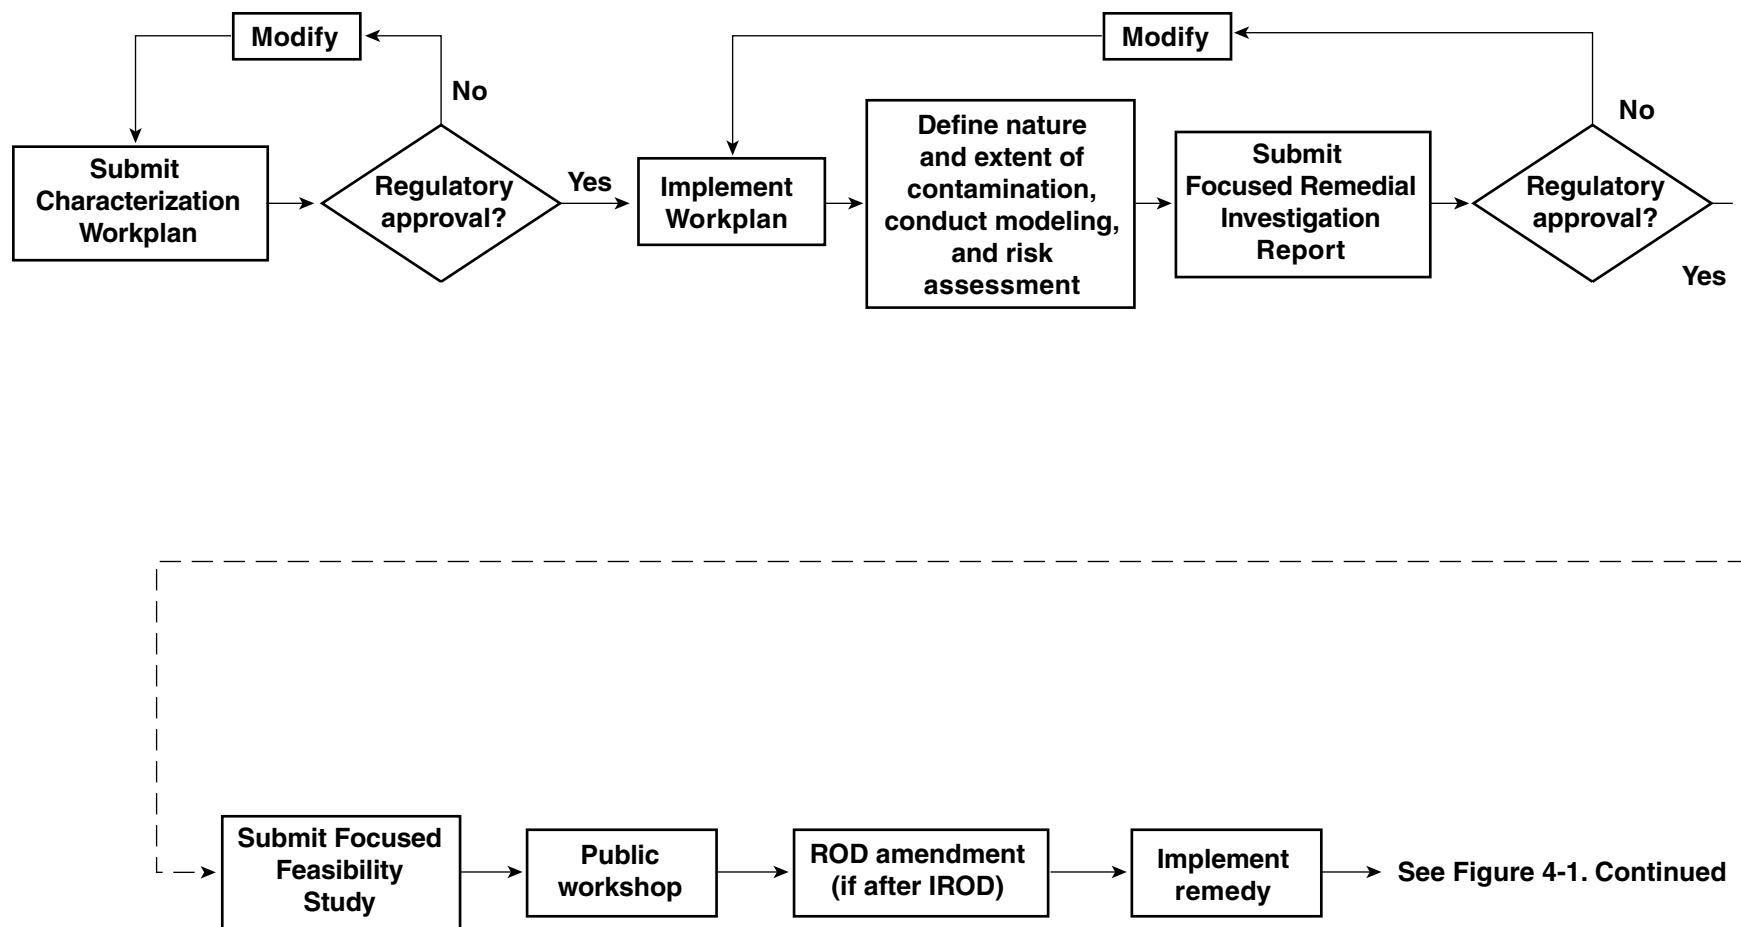 Modify
No
Submit
Characterization
Workplan
Regulatory
approval?
Yes
Modify
Implement
Workplan
Define nature
and extent of
contamination,
conduct modeling,
and risk
assessment
Submit
Focused Remedial
Investigation
Report
No
Regulatory
approval?
Yes
Submit Focused
Feasibility
Study
Public
workshop
ROD amendment
(if after IROD)
Implement
remedy
See Figure 4-1. Continued